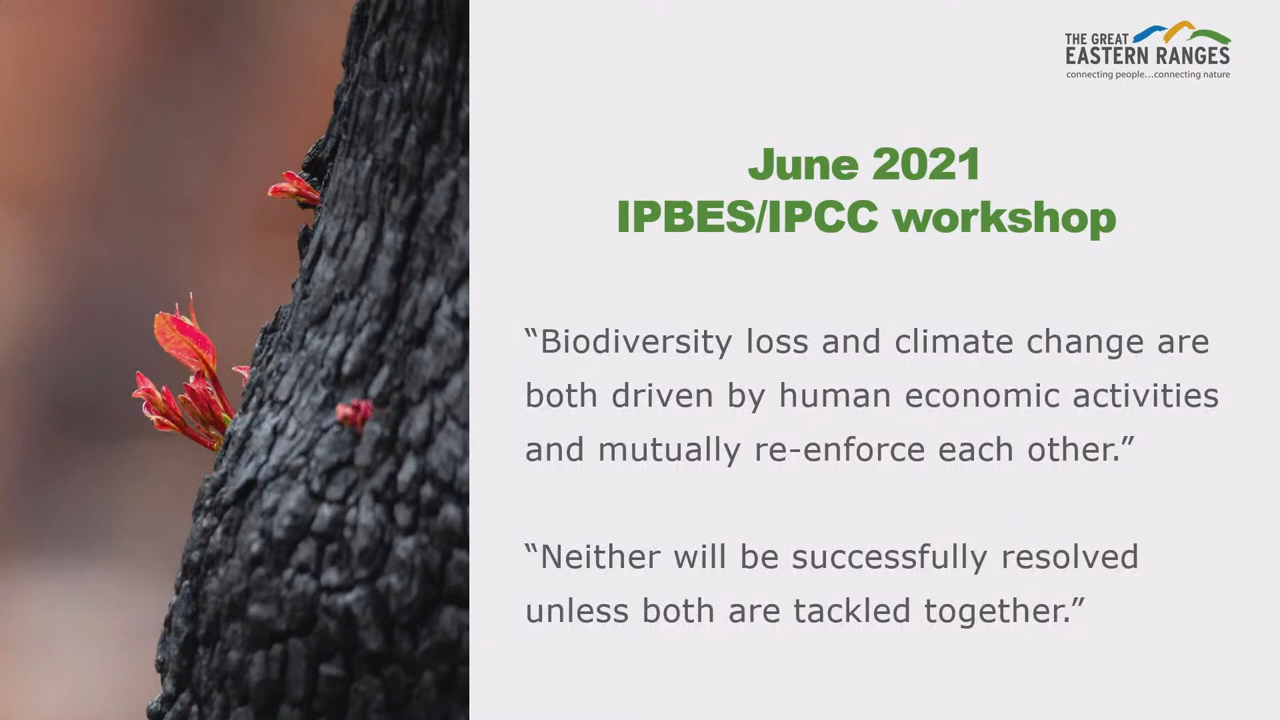 THE GREAT
EASTERN RANGES
connecting people...connecting nature
June 2021
IPBES/IPCC workshop
“Biodiversity loss and climate change are
both driven by human economic activities
and mutually re-enforce each other.”
“Neither will be successfully resolved
unless both are tackled together.”